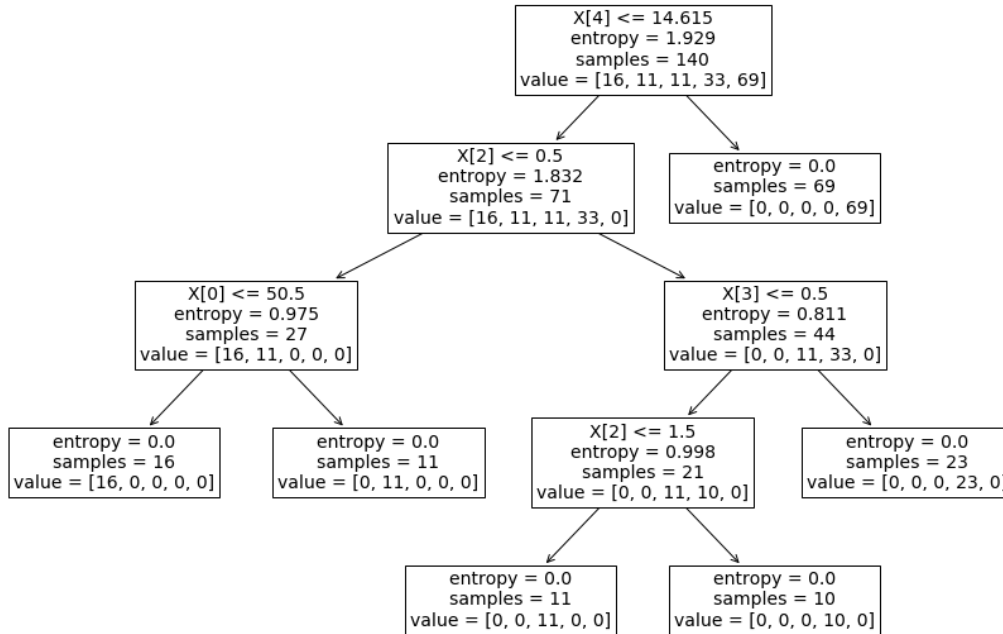 X[4] <= 14.615
entropy = 1.929
samples = 140
value = [16, 11, 11, 33, 69]
X[2] <= 0.5
entropy = 1.832
samples = 71
value = [16, 11, 11, 33, 0]
entropy = 0.0
samples = 69
value = [0, 0, 0, 0, 69]
X[0] <= 50.5
entropy = 0.975
samples = 27
value = [16, 11, 0, 0, 0]
X[3] <= 0.5
entropy = 0.811
samples = 44
value = [0, 0, 11, 33, 0]
entropy = 0.0
samples = 16
value = [16, 0, 0, 0, 0]
entropy = 0.0
samples = 11
value = [0, 11, 0, 0, 0]
X[2] <= 1.5
entropy = 0.998
samples = 21
value = [0, 0, 11, 10, 0]
entropy = 0.0
samples = 23
value = [0, 0, 0, 23, 0]
entropy = 0.0
samples = 11
value = [0, 0, 11, 0, 0]
entropy = 0.0
samples = 10
value = [0, 0, 0, 10, 0]